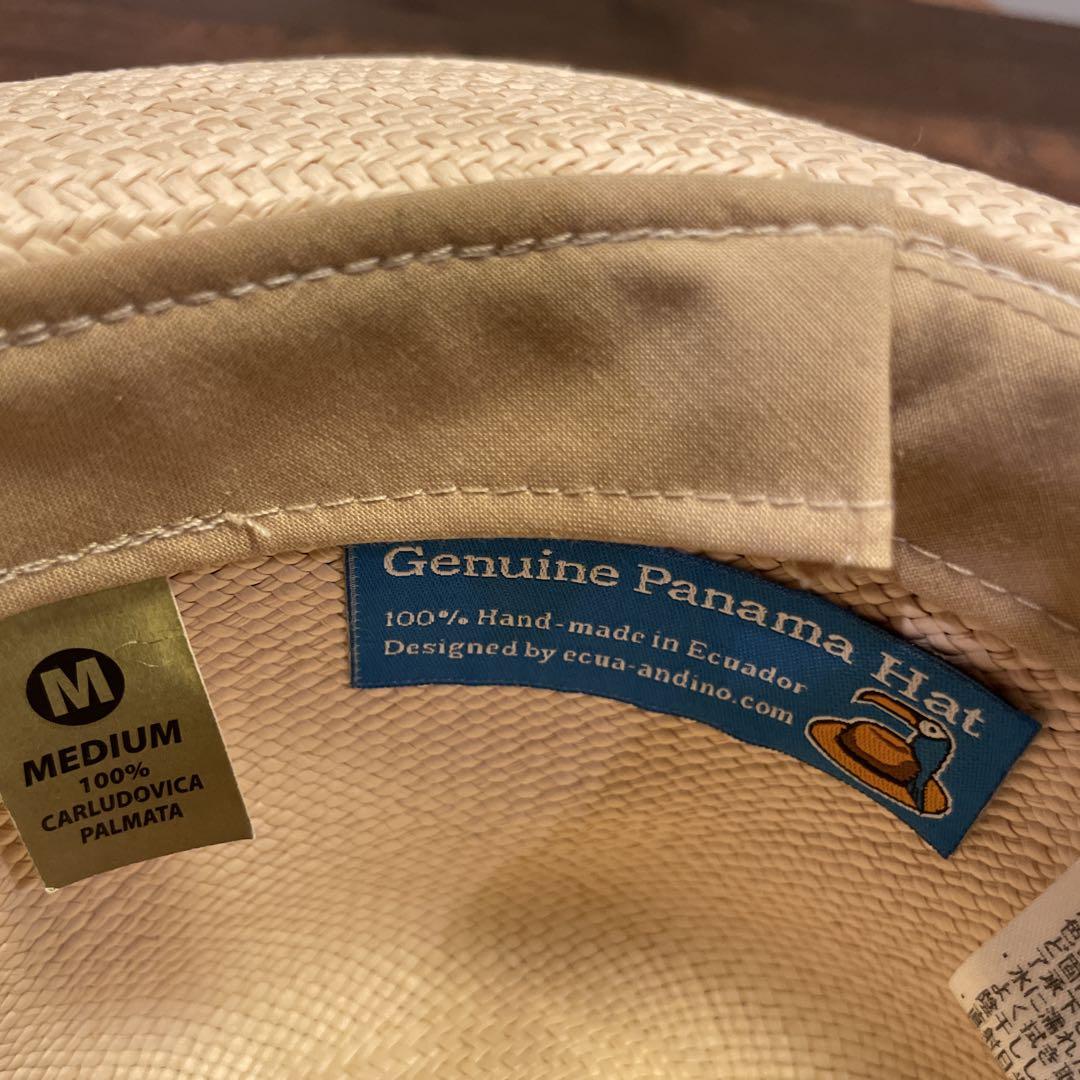 M
MEDIUM
100%
CARLUDOVICA
PALMATA
Genuine Panama Hat
100% Hand-made in Ecuador
Designed by ecua-andino.com